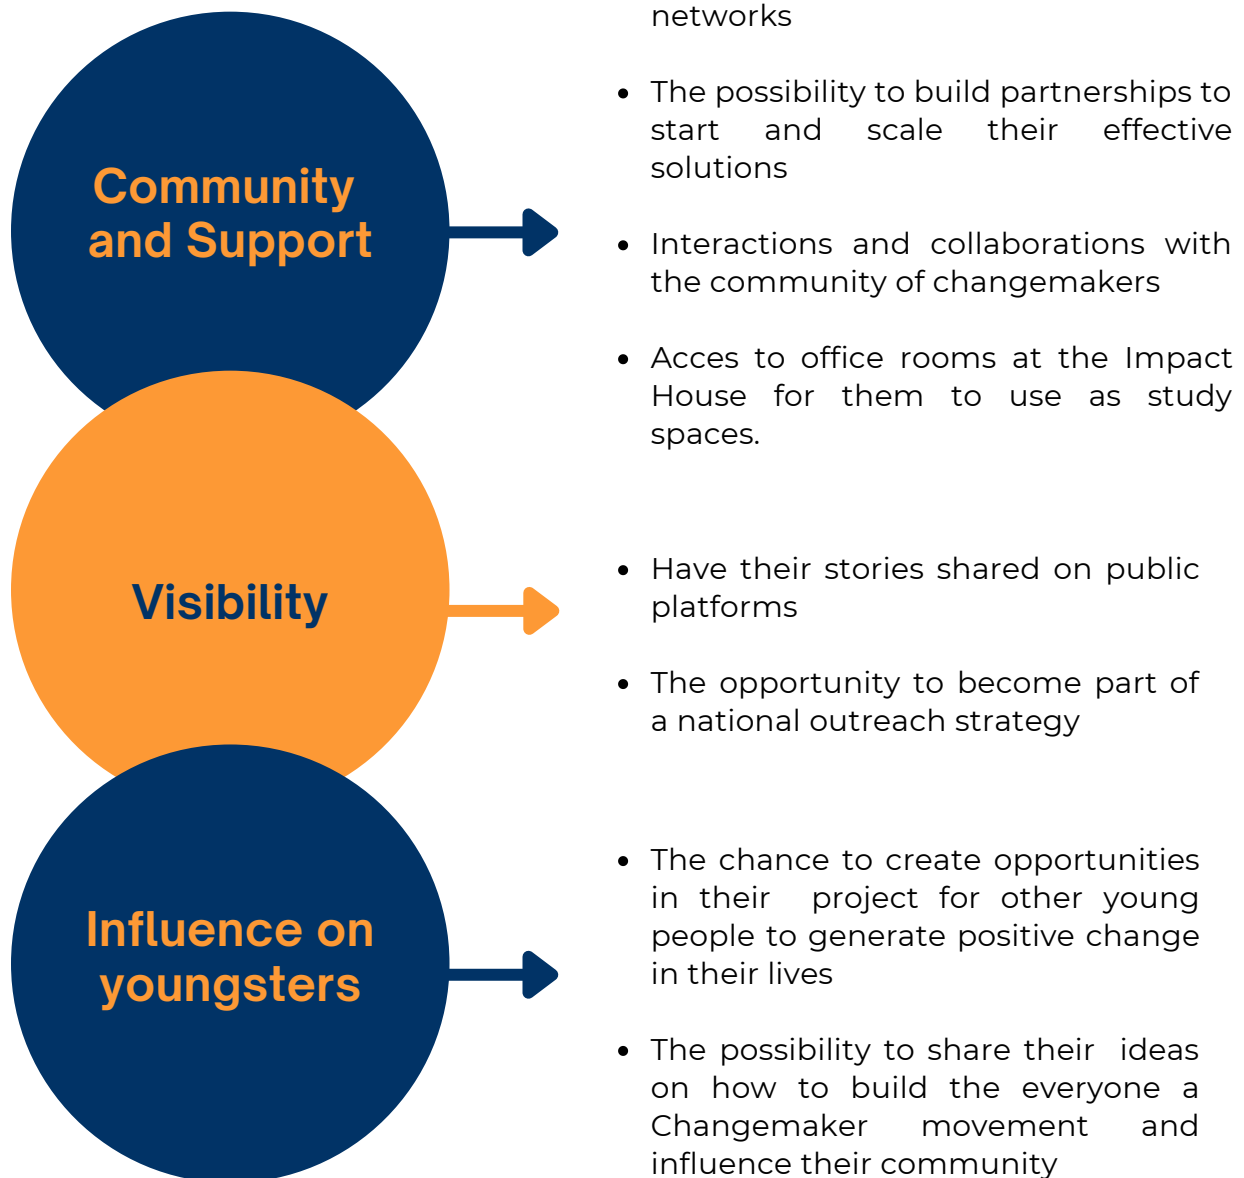 networks
Community
and Support
• The possibility to build partnerships to
start and scale their effective
solutions
• Interactions and collaborations with
the community of changemakers
• Acces to office rooms at the Impact
House for them to use as study
spaces.
Visibility
• Have their stories shared on public
platforms
• The opportunity to become part of
a national outreach strategy
Influence on
youngsters
• The chance to create opportunities
in their project for other young
people to generate positive change
in their lives
• The possibility to share their ideas
on how to build the everyone a
Changemaker movement and
influence their community